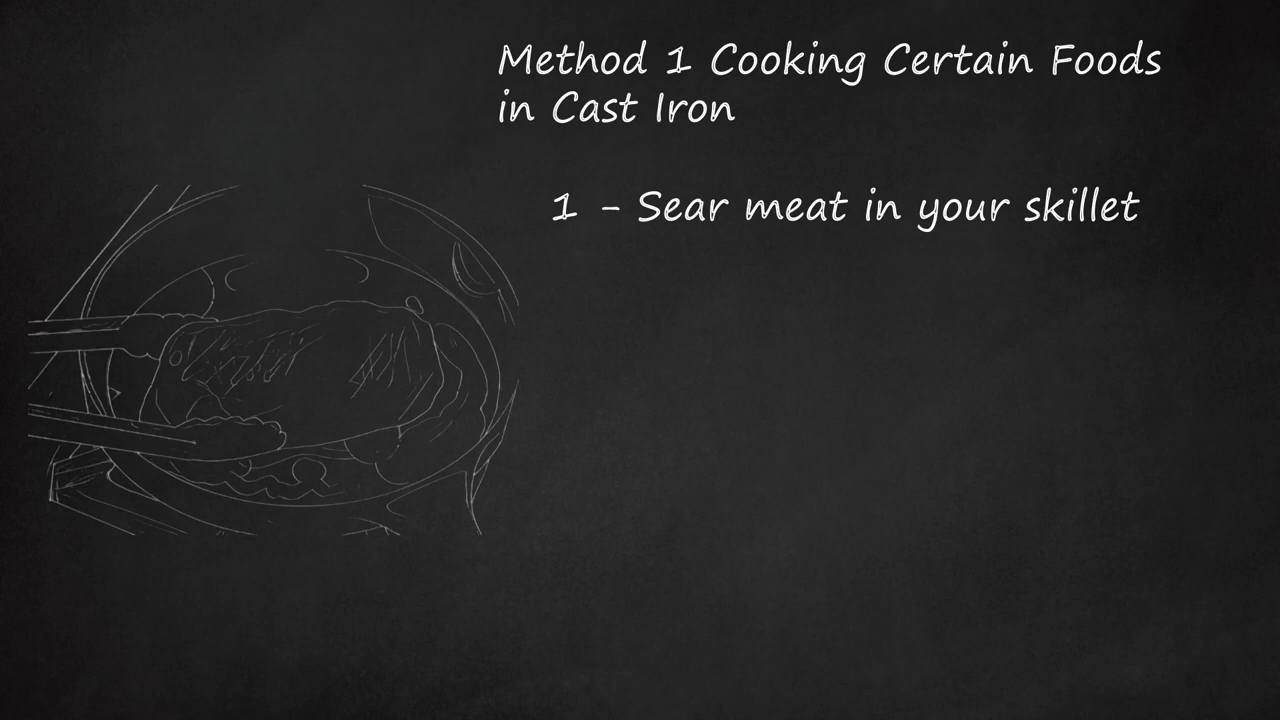 Method 1 Cooking Certain Foods
in Cast Iron
1 - Sear meat in your skillet